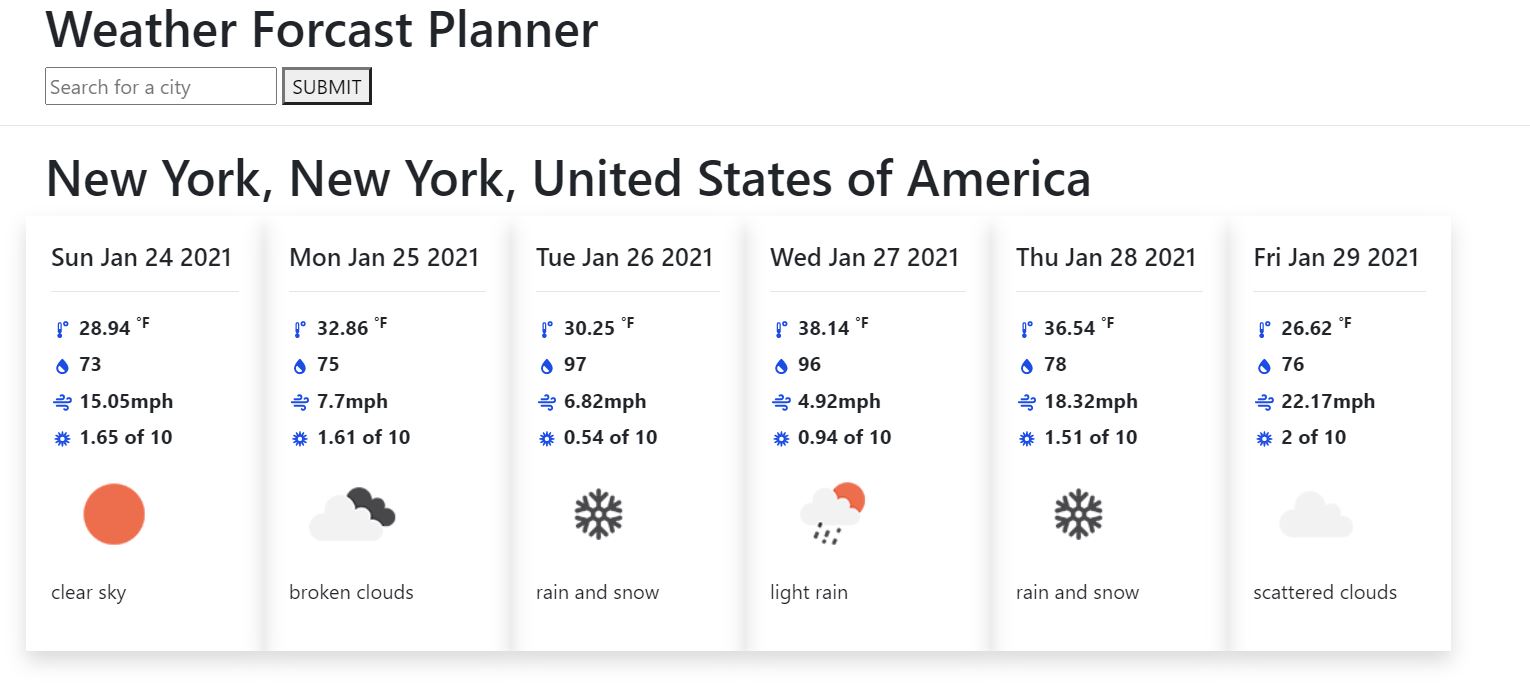 Weather Forcast Planner
Search for a city SUBMIT
New York, New York, United States of America
Sun Jan 24 2021
28.94 °F
73
15.05mph
1.65 of 10
clear sky
Mon Jan 25 2021
32.86 °F
75
7.7mph
1.61 of 10
broken clouds
Tue Jan 26 2021
30.25 °F
97
6.82mph
0.54 of 10
rain and snow
Wed Jan 27 2021
38.14 °F
96
4.92mph
0.94 of 10
light rain
Thu Jan 28 2021
36.54 °F
78
18.32mph
1.51 of 10
rain and snow
Fri Jan 29 2021
26.62 °F
76
22.17mph
2 of 10
scattered clouds